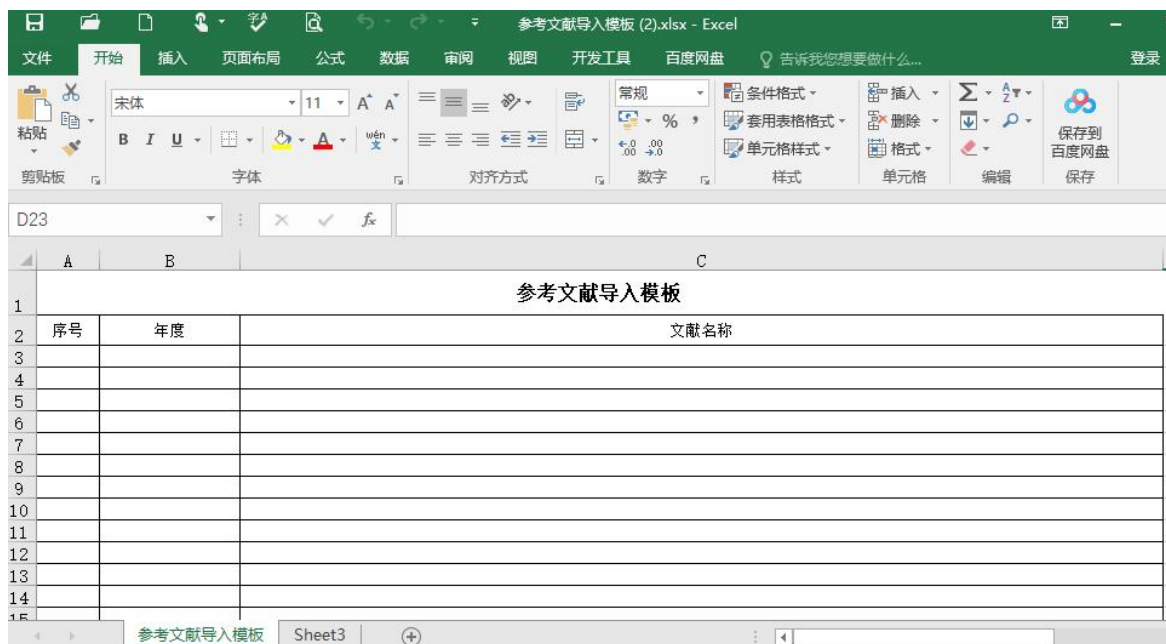 参考文献导入模板 (2).xlsx - Excel
文件 开始 插入 页面布局 公式 数据 审阅 视图 开发工具 百度网盘 告诉我您想要做什么... 登录
宋体 11 A A 常规 条件格式 插入
粘贴 B I U A wén 文 % , 套用表格格式 删除 保存到 百度网盘
单元格样式 格式
剪贴板 字体 对齐方式 数字 样式 单元格 编辑 保存
D23 fx
A B C
1 参考文献导入模板
2 序号 年度 文献名称
3
4
5
6
7
8
9
10
11
12
13
14
15
参考文献导入模板 Sheet3